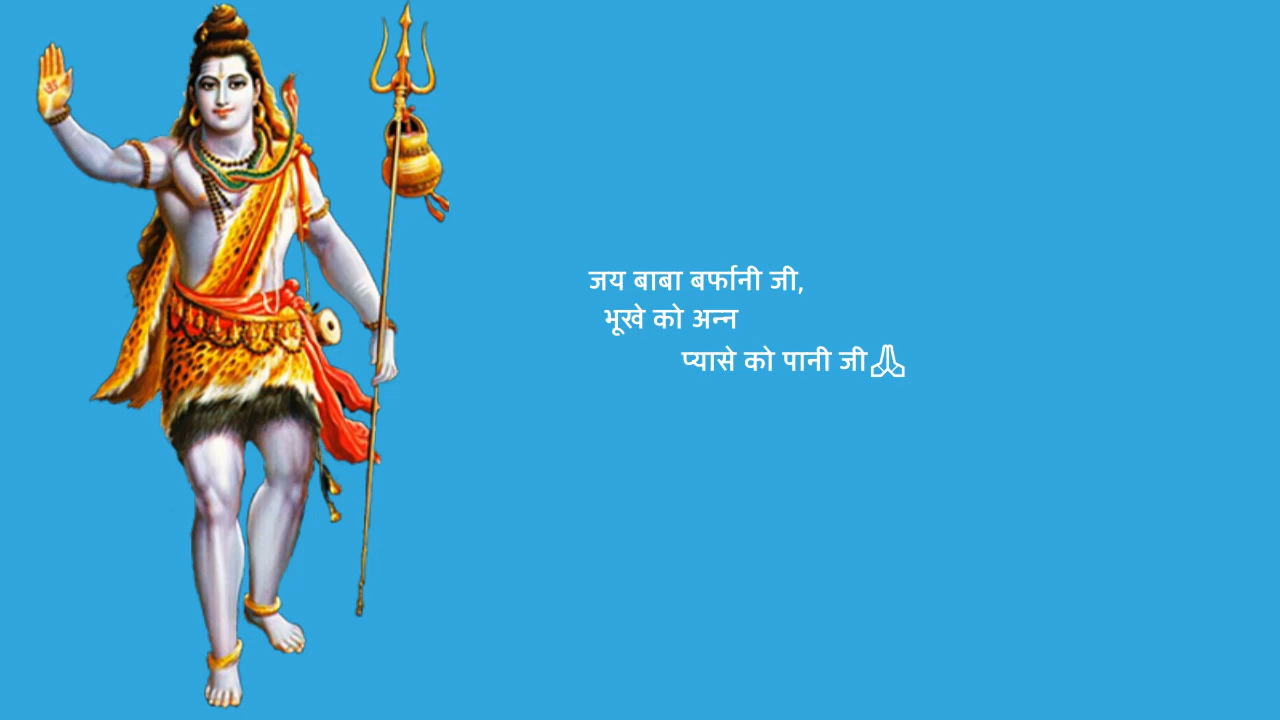 ॐ
जय बाबा बर्फानी जी,
भूखे को अन्न
प्यासे को पानी जी🙏